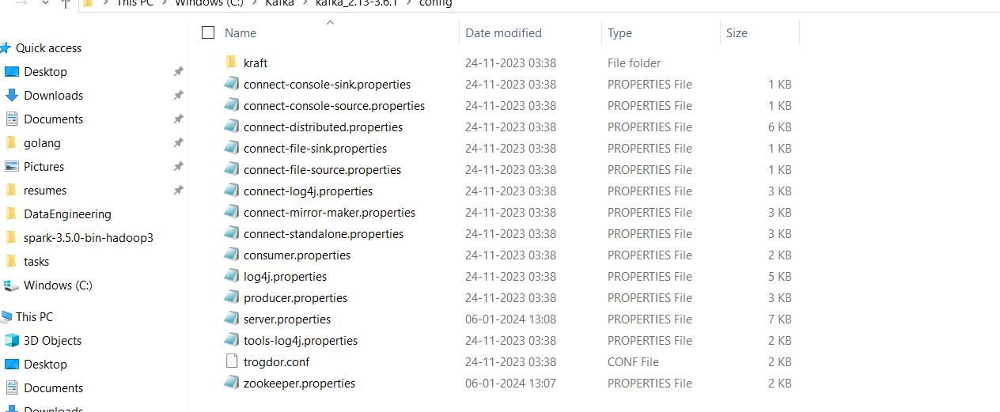 This PC > Windows (C:) > Kafka > kafka_2.13-3.6.1 > config
Name Date modified Type Size
Quick access
Desktop
Downloads
Documents
golang
Pictures
resumes
DataEngineering
spark-3.5.0-bin-hadoop3
tasks
Windows (C:)
This PC
3D Objects
Desktop
Documents
Downloads
kraft 24-11-2023 03:38 File folder
connect-console-sink.properties 24-11-2023 03:38 PROPERTIES File 1 KB
connect-console-source.properties 24-11-2023 03:38 PROPERTIES File 1 KB
connect-distributed.properties 24-11-2023 03:38 PROPERTIES File 6 KB
connect-file-sink.properties 24-11-2023 03:38 PROPERTIES File 1 KB
connect-file-source.properties 24-11-2023 03:38 PROPERTIES File 1 KB
connect-log4j.properties 24-11-2023 03:38 PROPERTIES File 3 KB
connect-mirror-maker.properties 24-11-2023 03:38 PROPERTIES File 3 KB
connect-standalone.properties 24-11-2023 03:38 PROPERTIES File 3 KB
consumer.properties 24-11-2023 03:38 PROPERTIES File 2 KB
log4j.properties 24-11-2023 03:38 PROPERTIES File 5 KB
producer.properties 24-11-2023 03:38 PROPERTIES File 3 KB
server.properties 06-01-2024 13:08 PROPERTIES File 7 KB
tools-log4j.properties 24-11-2023 03:38 PROPERTIES File 2 KB
trogdor.conf 24-11-2023 03:38 CONF File 2 KB
zookeeper.properties 06-01-2024 13:07 PROPERTIES File 2 KB